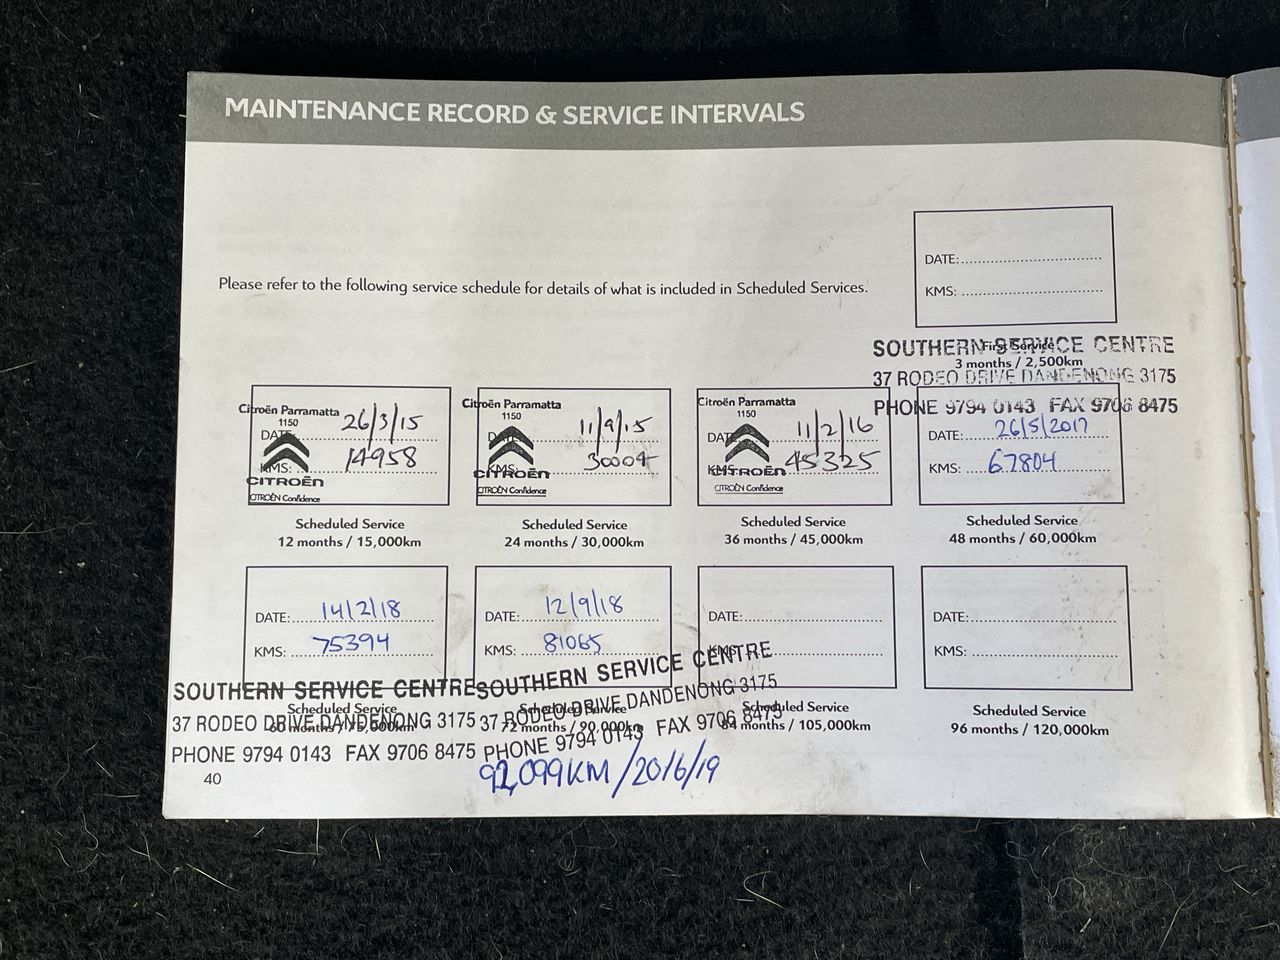 MAINTENANCE RECORD & SERVICE INTERVALS
Please refer to the following service schedule for details of what is included in Scheduled Services.
DATE:
KMS:
First Service
3 months / 2,500km
SOUTHERN SERVICE CENTRE
37 RODEO DRIVE DANDENONG 3175
PHONE 9794 0143 FAX 9706 8475
Citroën Parramatta
1150
DATE: 26/3/15
KMS: 14958
CITROËN
CITROËN Confidence
Scheduled Service
12 months / 15,000km
Citroën Parramatta
1150
DATE: 11/9/15
KMS: 30004
CITROËN
CITROËN Confidence
Scheduled Service
24 months / 30,000km
Citroën Parramatta
1150
DATE: 11/2/16
KMS: 45325
CITROËN
CITROËN Confidence
Scheduled Service
36 months / 45,000km
DATE: 26/5/2017
KMS: 67804
Scheduled Service
48 months / 60,000km
DATE: 14/2/18
KMS: 75394
Scheduled Service
60 months / 75,000km
SOUTHERN SERVICE CENTRE
37 RODEO DRIVE DANDENONG 3175
PHONE 9794 0143 FAX 9706 8475
DATE: 12/9/18
KMS: 81065
Scheduled Service
72 months / 90,000km
SOUTHERN SERVICE CENTRE
37 RODEO DRIVE DANDENONG 3175
PHONE 9794 0143 FAX 9706 8475
92,099KM / 20/6/19
DATE:
KMS:
Scheduled Service
84 months / 105,000km
DATE:
KMS:
Scheduled Service
96 months / 120,000km
40